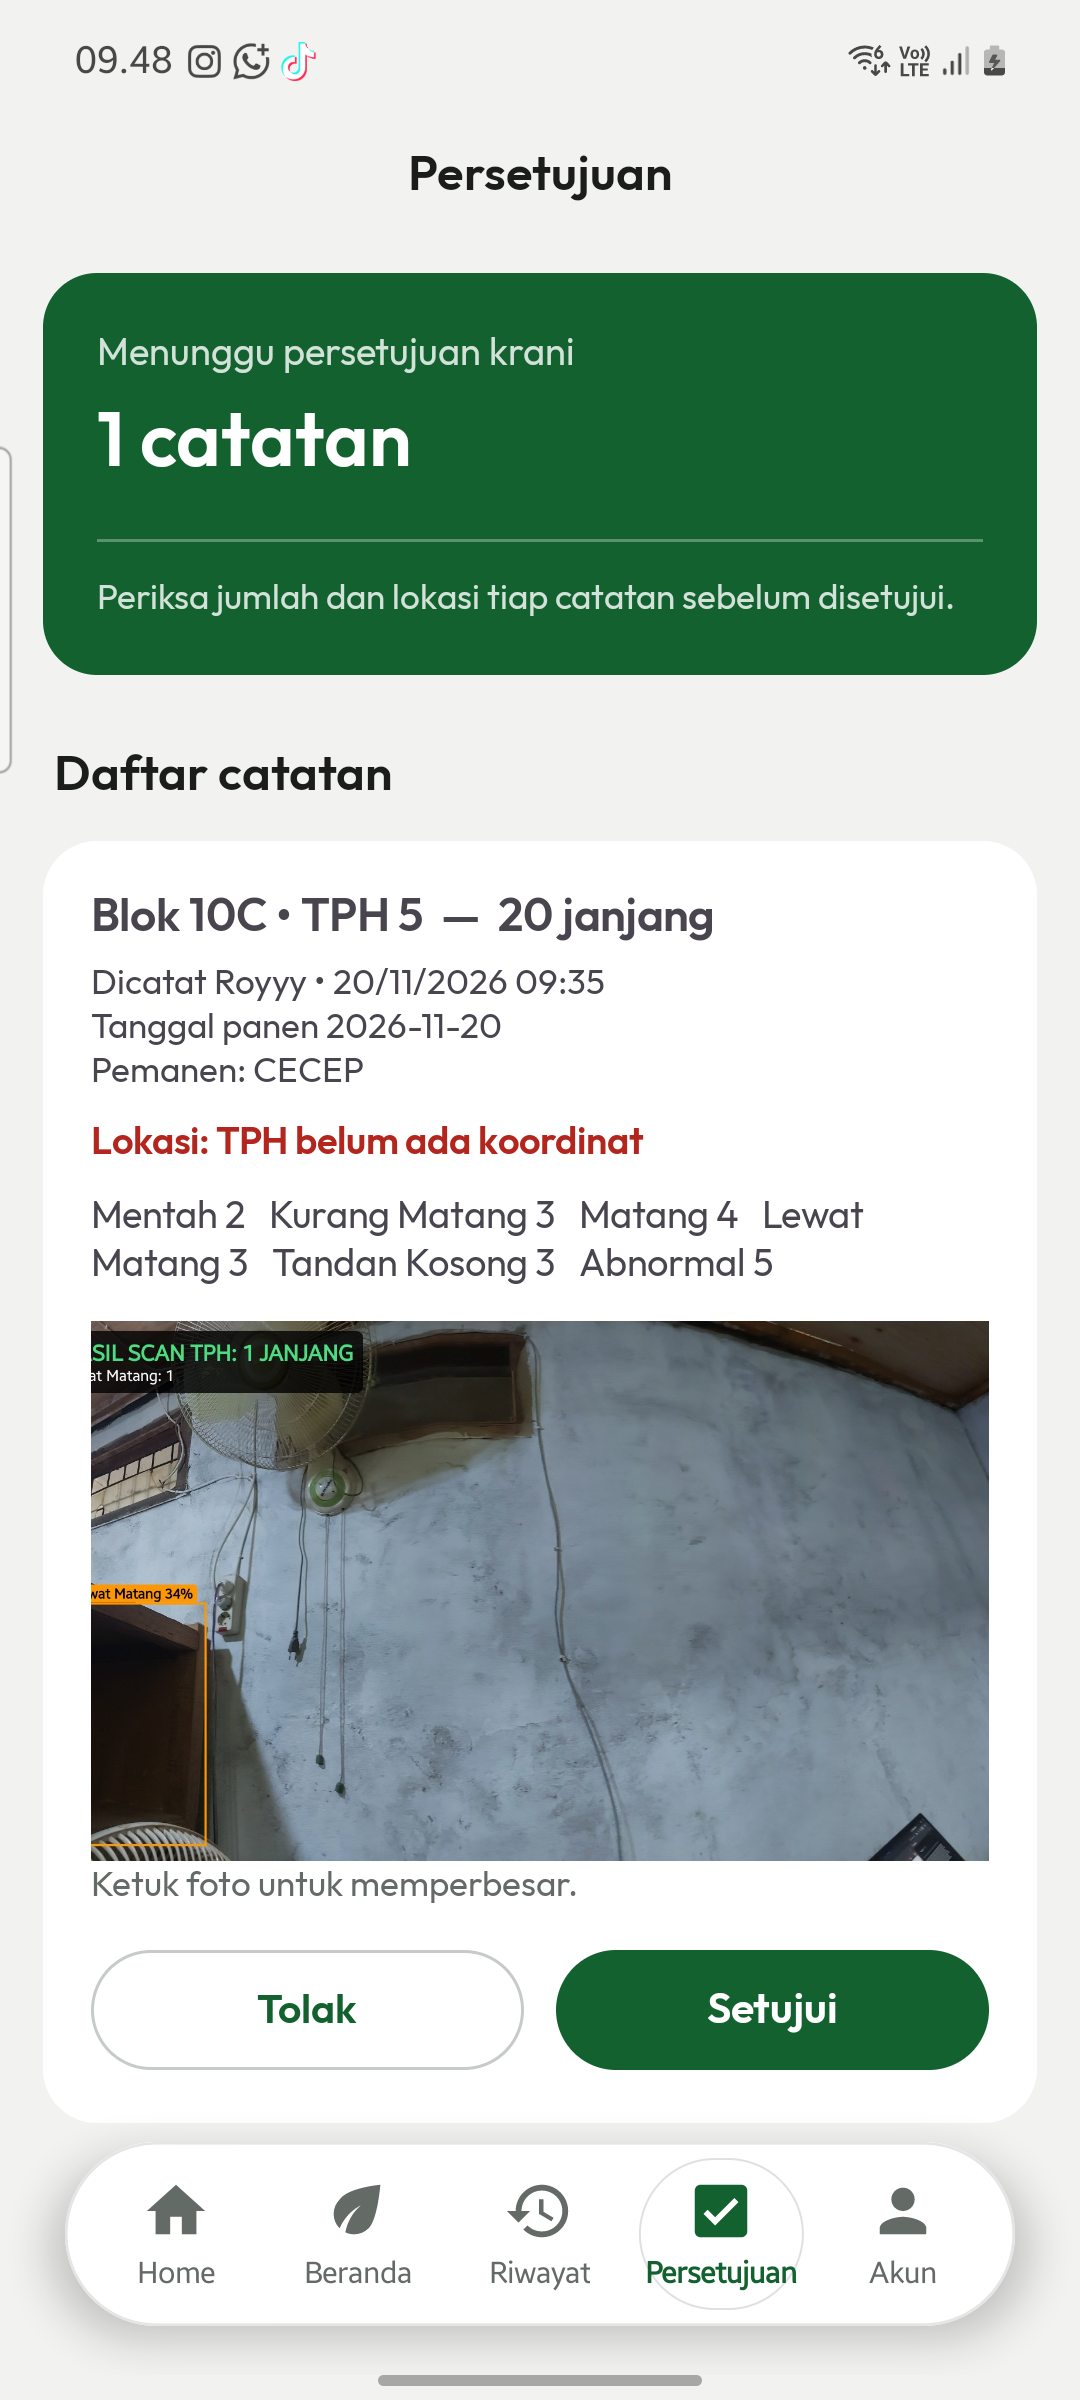 09.48
Vo))
LTE
6
Persetujuan
Menunggu persetujuan krani
1 catatan
Periksa jumlah dan lokasi tiap catatan sebelum disetujui.
Daftar catatan
Blok 10C • TPH 5 — 20 janjang
Dicatat Royyy • 20/11/2026 09:35
Tanggal panen 2026-11-20
Pemanen: CECEP
Lokasi: TPH belum ada koordinat
Mentah 2 Kurang Matang 3 Matang 4 Lewat
Matang 3 Tandan Kosong 3 Abnormal 5
SIL SCAN TPH: 1 JANJANG
at Matang: 1
wat Matang 34%
Ketuk foto untuk memperbesar.
Tolak
Setujui
Home
Beranda
Riwayat
Persetujuan
Akun